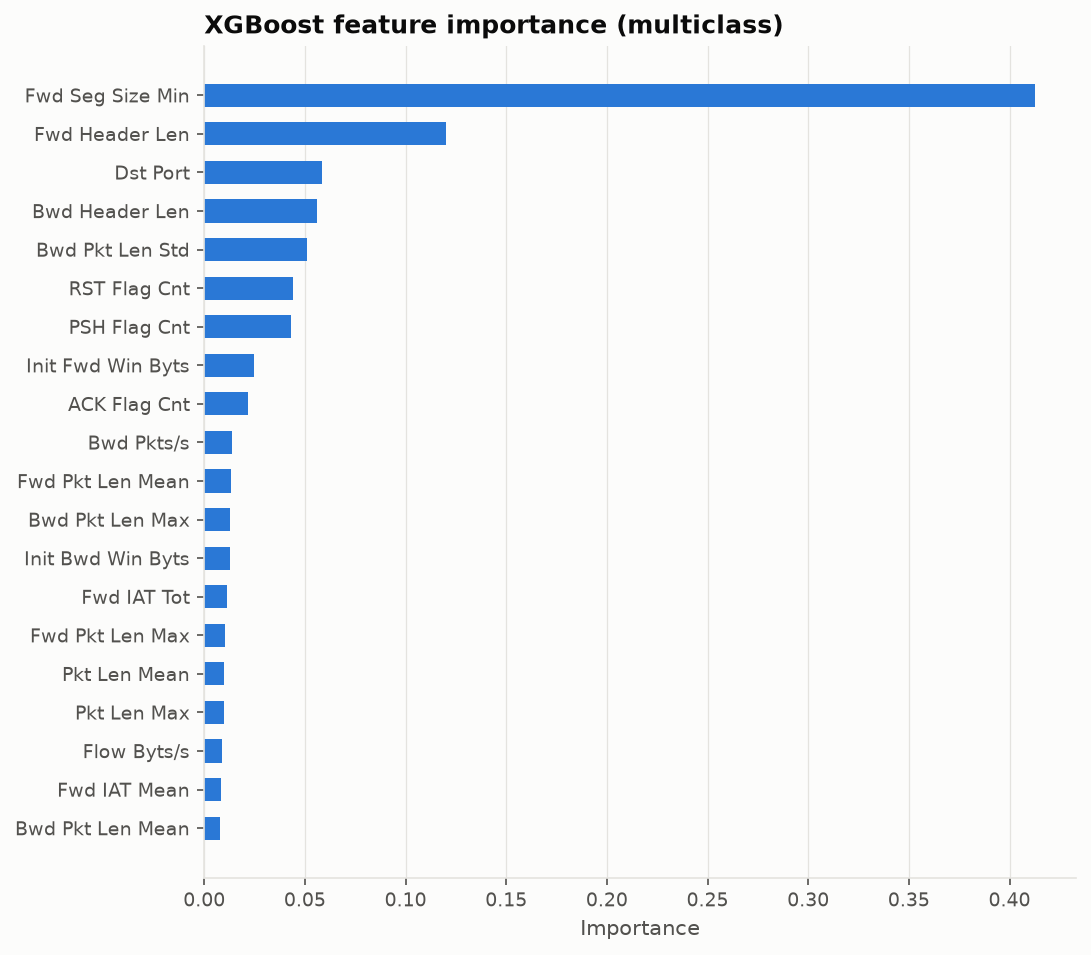 XGBoost feature importance (multiclass)
Fwd Seg Size Min
Fwd Header Len
Dst Port
Bwd Header Len
Bwd Pkt Len Std
RST Flag Cnt
PSH Flag Cnt
Init Fwd Win Byts
ACK Flag Cnt
Bwd Pkts/s
Fwd Pkt Len Mean
Bwd Pkt Len Max
Init Bwd Win Byts
Fwd IAT Tot
Fwd Pkt Len Max
Pkt Len Mean
Pkt Len Max
Flow Byts/s
Fwd IAT Mean
Bwd Pkt Len Mean
0.00 0.05 0.10 0.15 0.20 0.25 0.30 0.35 0.40
Importance